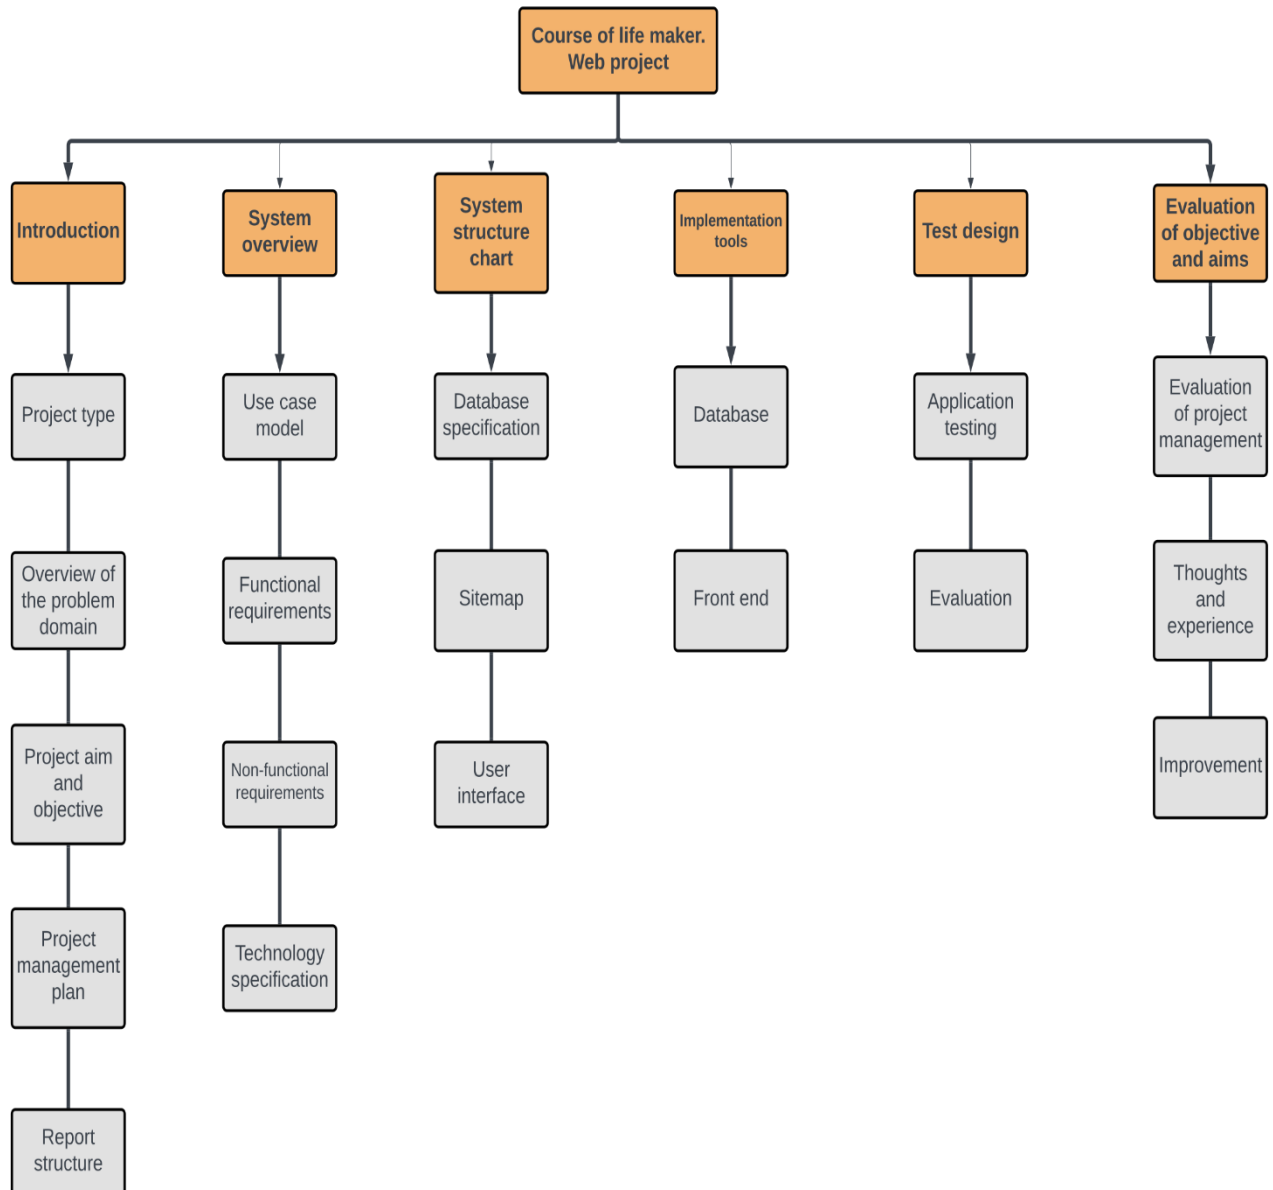 Course of life maker.
Web project
Introduction
System
overview
System
structure
chart
Implementation
tools
Test design
Evaluation
of objective
and aims
Project type
Overview of
the problem
domain
Project aim
and
objective
Project
management
plan
Report
structure
Use case
model
Functional
requirements
Non-functional
requirements
Technology
specification
Database
specification
Sitemap
User
interface
Database
Front end
Application
testing
Evaluation
Evaluation
of project
management
Thoughts
and
experience
Improvement